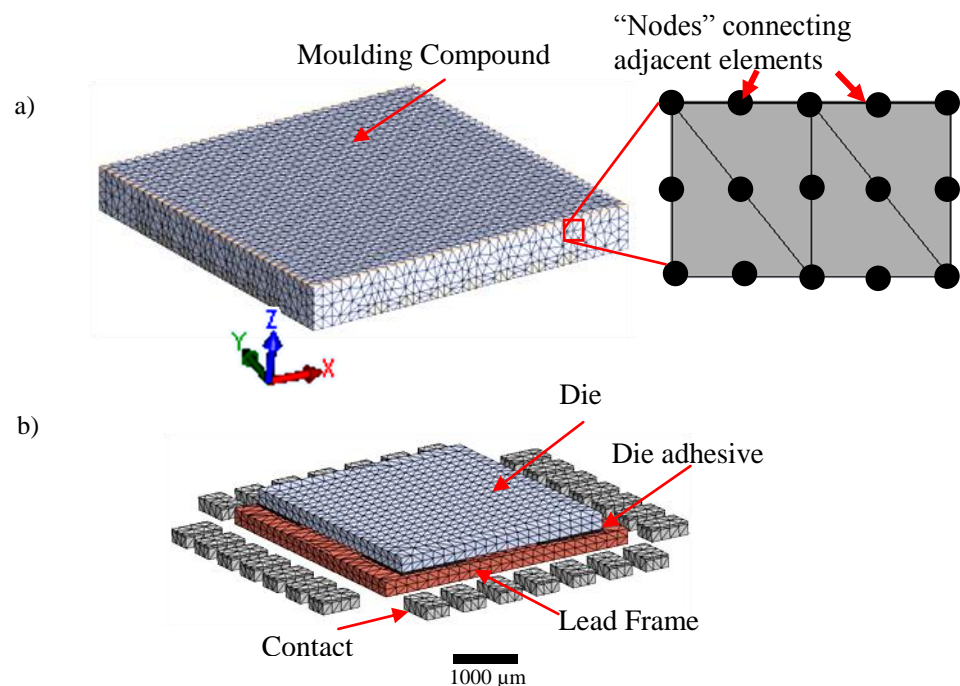 “Nodes” connecting
adjacent elements
Moulding Compound
a)
Z
Y
X
Die
b)
Die adhesive
Lead Frame
Contact
1000 µm